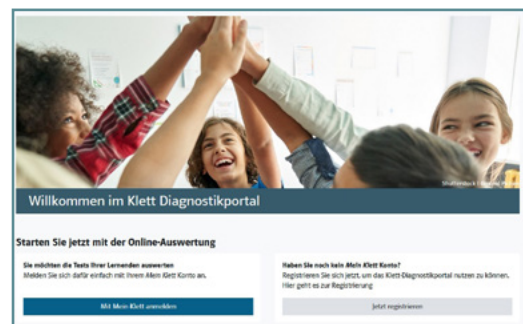 Shutterstock
Willkommen im Klett Diagnostikportal
Starten Sie jetzt mit der Online-Auswertung
Sie möchten die Tests Ihrer Lernenden auswerten
Melden Sie sich dafür einfach mit Ihrem Mein Klett Konto an.
Mit Mein Klett anmelden
Haben Sie noch kein Mein Klett Konto?
Registrieren Sie sich jetzt, um das Klett-Diagnostikportal nutzen zu können.
Hier geht es zur Registrierung
Jetzt registrieren